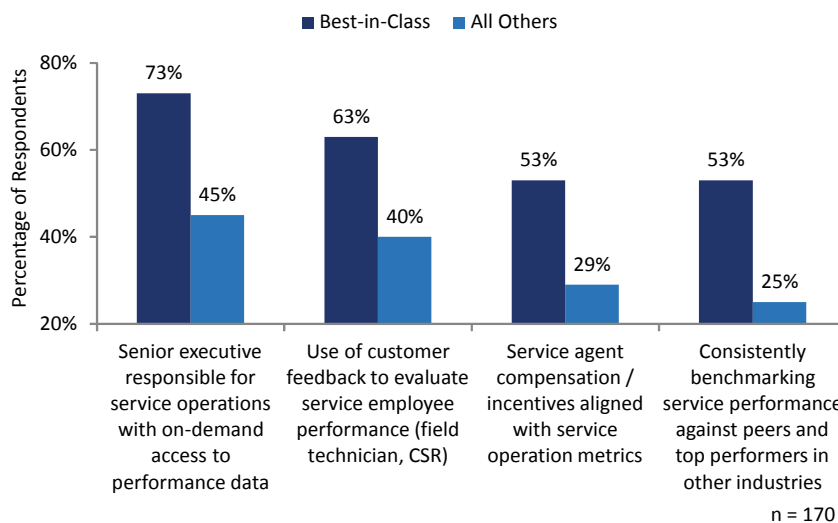 Best-in-Class All Others
Percentage of Respondents
80%
60%
40%
20%
73%
45%
63%
40%
53%
29%
53%
25%
Senior executive
responsible for
service operations
with on-demand
access to
performance data
Use of customer
feedback to evaluate
service employee
performance (field
technician, CSR)
Service agent
compensation /
incentives aligned
with service
operation metrics
Consistently
benchmarking
service performance
against peers and
top performers in
other industries
n = 170